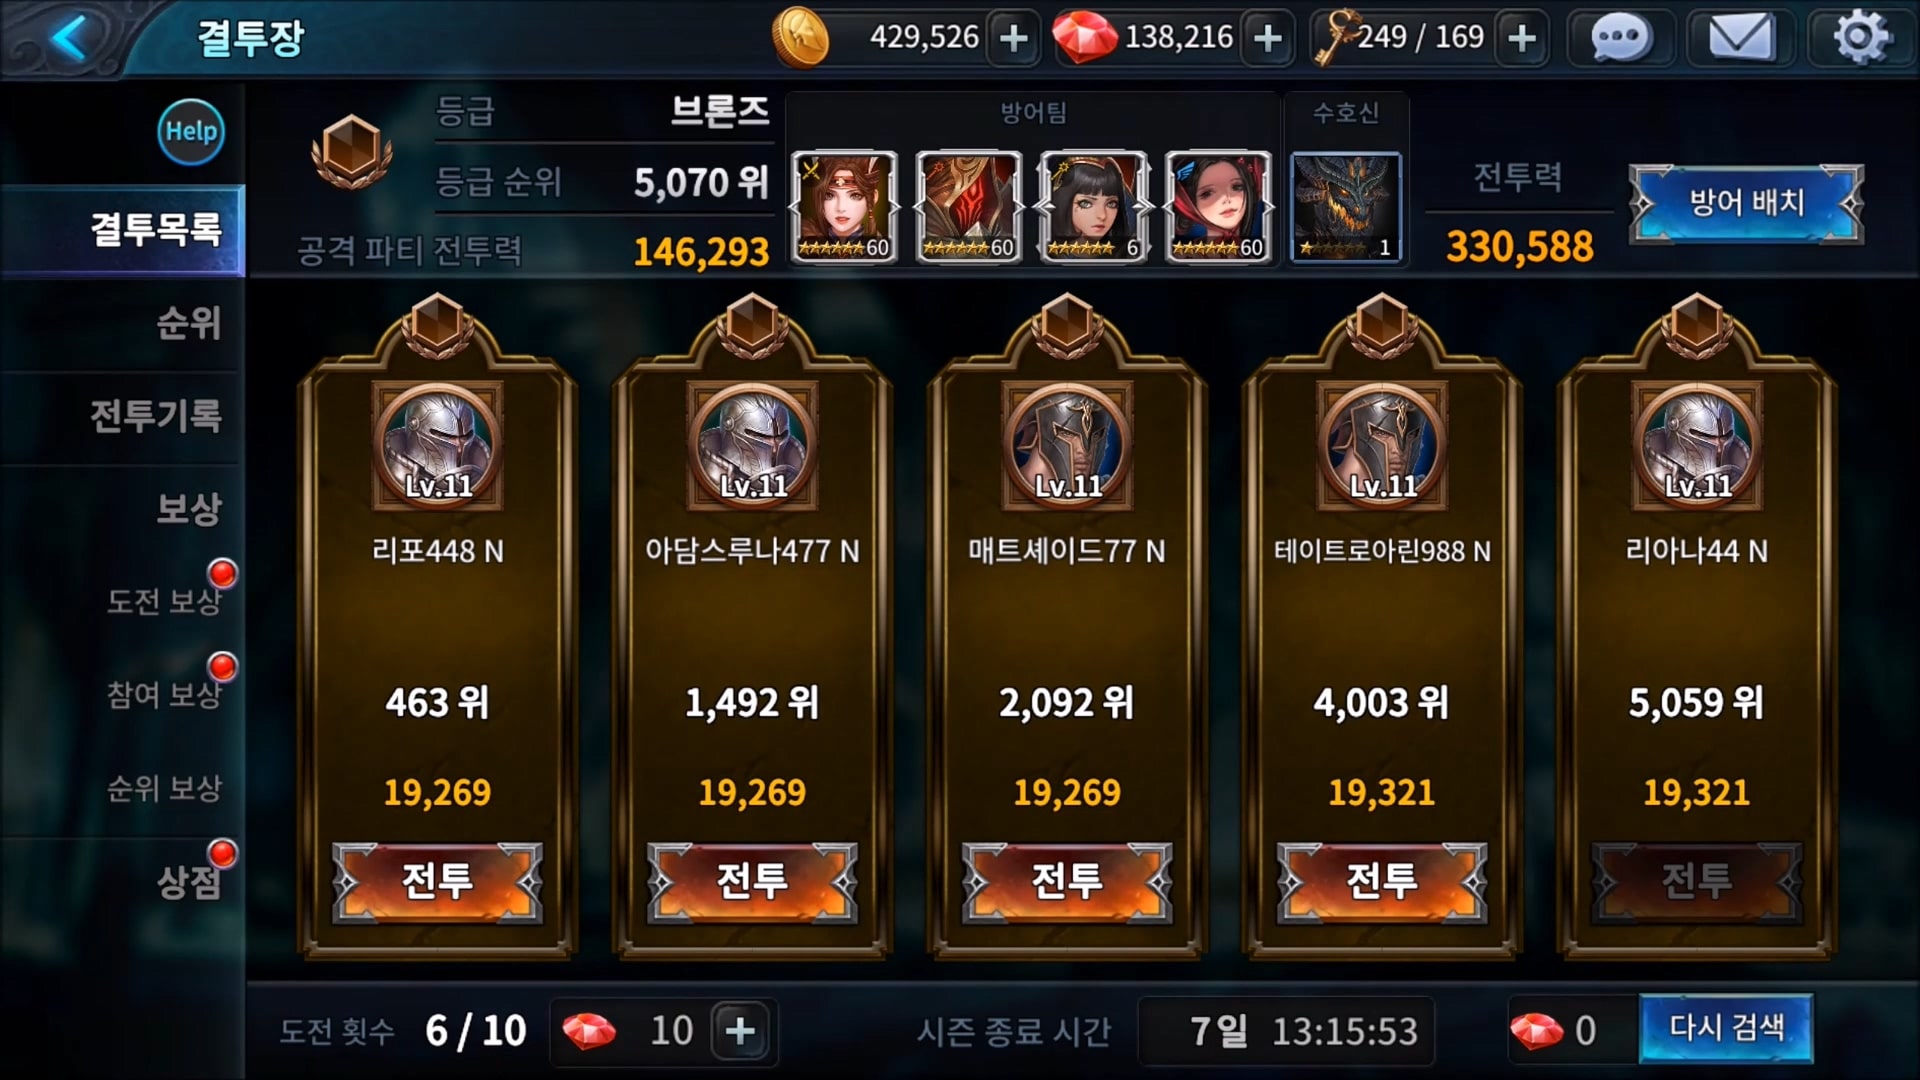 결투장
429,526
138,216
249 / 169
Help
등급
브론즈
등급 순위
5,070 위
공격 파티 전투력
146,293
방어팀
60
60
6
60
수호신
1
전투력
330,588
방어 배치
결투목록
순위
전투기록
보상
도전 보상
참여 보상
순위 보상
상점
Lv.11
리포448 N
463 위
19,269
전투
Lv.11
아담스루나477 N
1,492 위
19,269
전투
Lv.11
매트셰이드77 N
2,092 위
19,269
전투
Lv.11
테이트로아린988 N
4,003 위
19,321
전투
Lv.11
리아나44 N
5,059 위
19,321
전투
도전 횟수
6 / 10
10
시즌 종료 시간
7일 13:15:53
0
다시 검색